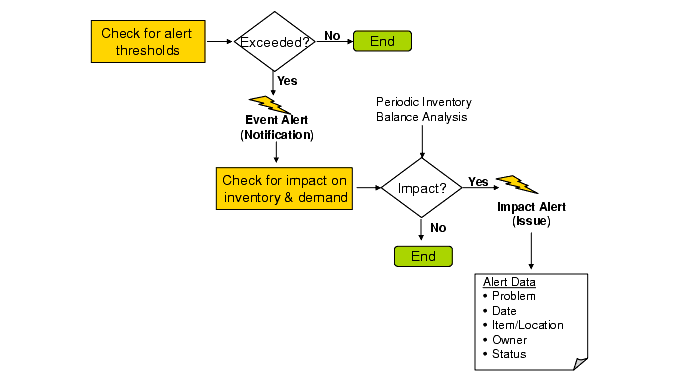 Check for alert
thresholds
Exceeded?
No
End
Yes
Event Alert
(Notification)
Periodic Inventory
Balance Analysis
Check for impact on
inventory & demand
Impact?
Yes
Impact Alert
(Issue)
No
End
Alert Data
• Problem
• Date
• Item/Location
• Owner
• Status